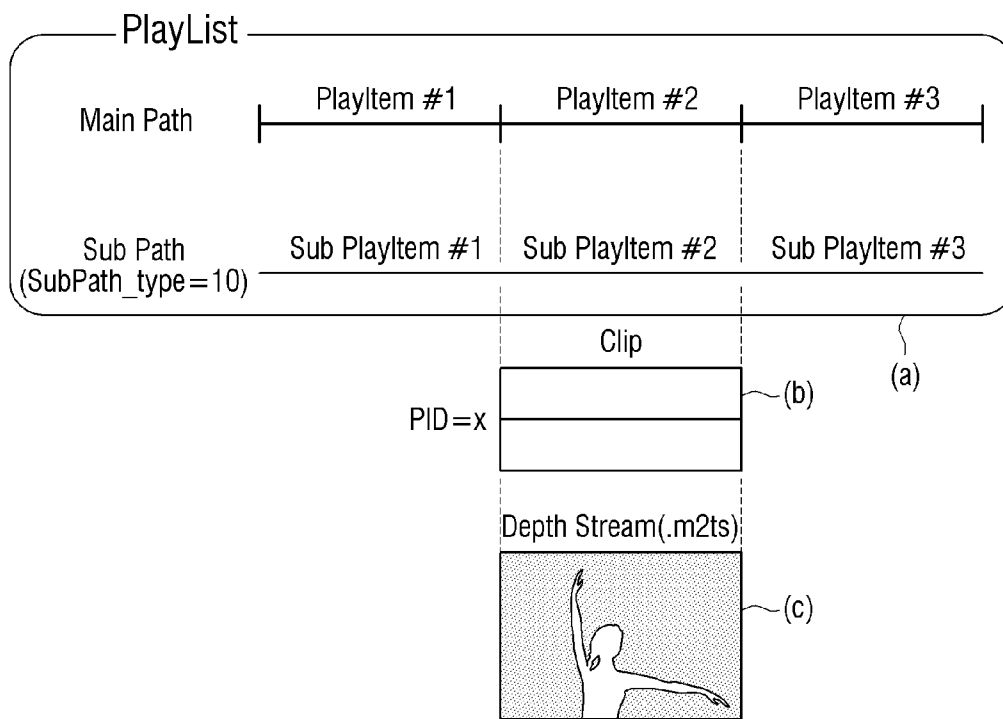 PlayList
Main Path
PlayItem #1
PlayItem #2
PlayItem #3
Sub Path
(SubPath_type=10)
Sub PlayItem #1
Sub PlayItem #2
Sub PlayItem #3
(a)
Clip
PID=x
(b)
Depth Stream(.m2ts)
(c)